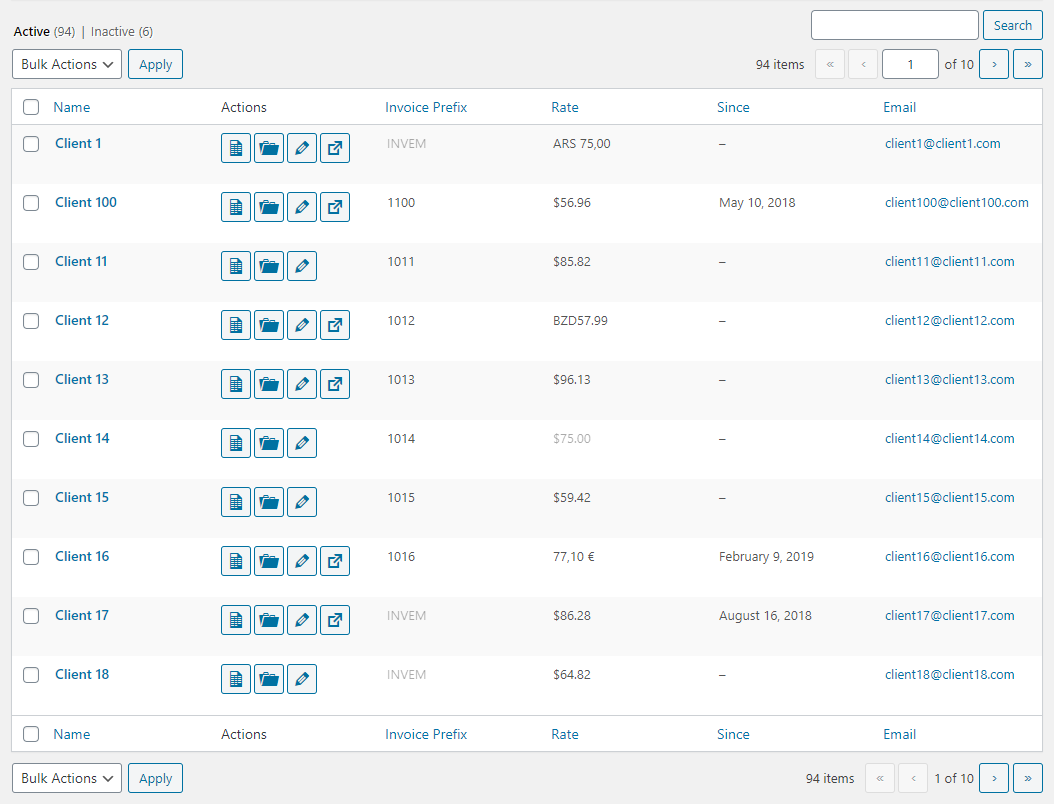 Active (94) | Inactive (6)
Search
Bulk Actions Apply
94 items « ‹ 1 of 10 › »
Name Actions Invoice Prefix Rate Since Email
Client 1 INVEM ARS 75,00 – client1@client1.com
Client 100 1100 $56.96 May 10, 2018 client100@client100.com
Client 11 1011 $85.82 – client11@client11.com
Client 12 1012 BZD57.99 – client12@client12.com
Client 13 1013 $96.13 – client13@client13.com
Client 14 1014 $75.00 – client14@client14.com
Client 15 1015 $59.42 – client15@client15.com
Client 16 1016 77,10 € February 9, 2019 client16@client16.com
Client 17 INVEM $86.28 August 16, 2018 client17@client17.com
Client 18 INVEM $64.82 – client18@client18.com
Name Actions Invoice Prefix Rate Since Email
Bulk Actions Apply
94 items « ‹ 1 of 10 › »